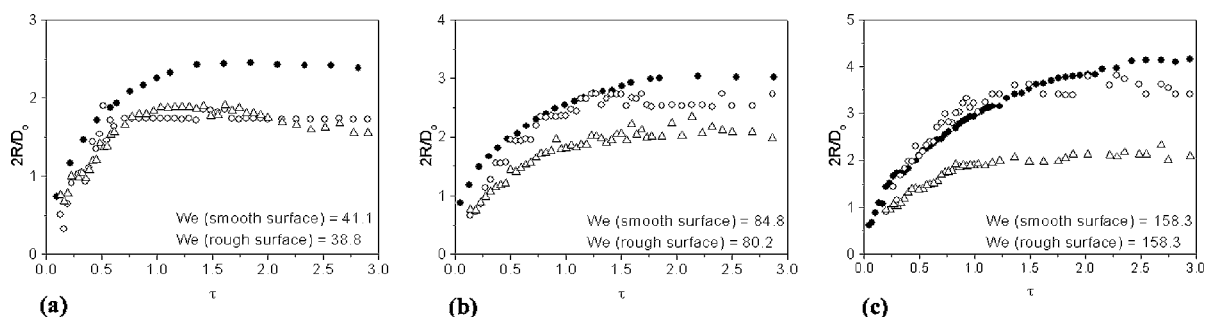 3
2
1
0
2R/Dₒ
0.0 0.5 1.0 1.5 2.0 2.5 3.0
τ
We (smooth surface) = 41.1
We (rough surface) = 38.8
(a)
4
3
2
1
0
2R/Dₒ
0.0 0.5 1.0 1.5 2.0 2.5 3.0
τ
We (smooth surface) = 84.8
We (rough surface) = 80.2
(b)
5
4
3
2
1
0
2R/Dₒ
0.0 0.5 1.0 1.5 2.0 2.5 3.0
τ
We (smooth surface) = 158.3
We (rough surface) = 158.3
(c)